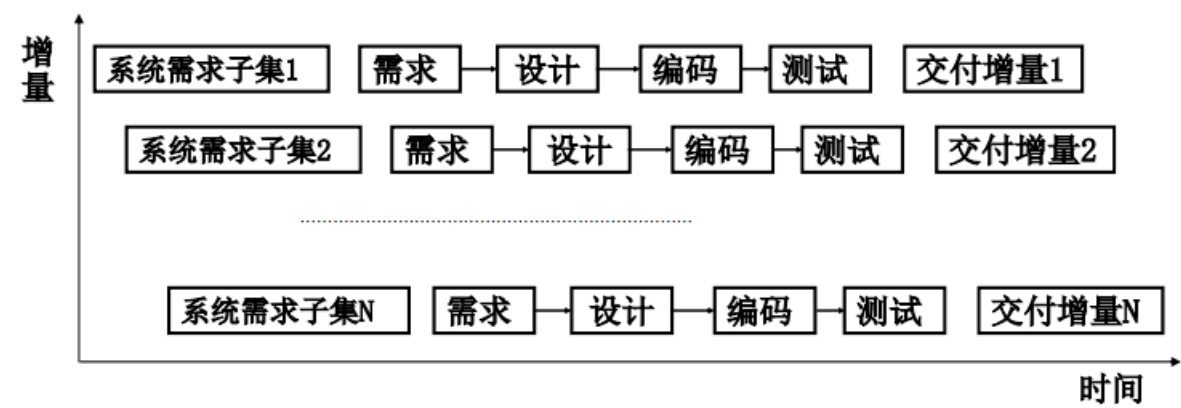 增量
系统需求子集1 需求 设计 编码 测试 交付增量1
系统需求子集2 需求 设计 编码 测试 交付增量2
系统需求子集N 需求 设计 编码 测试 交付增量N
时间